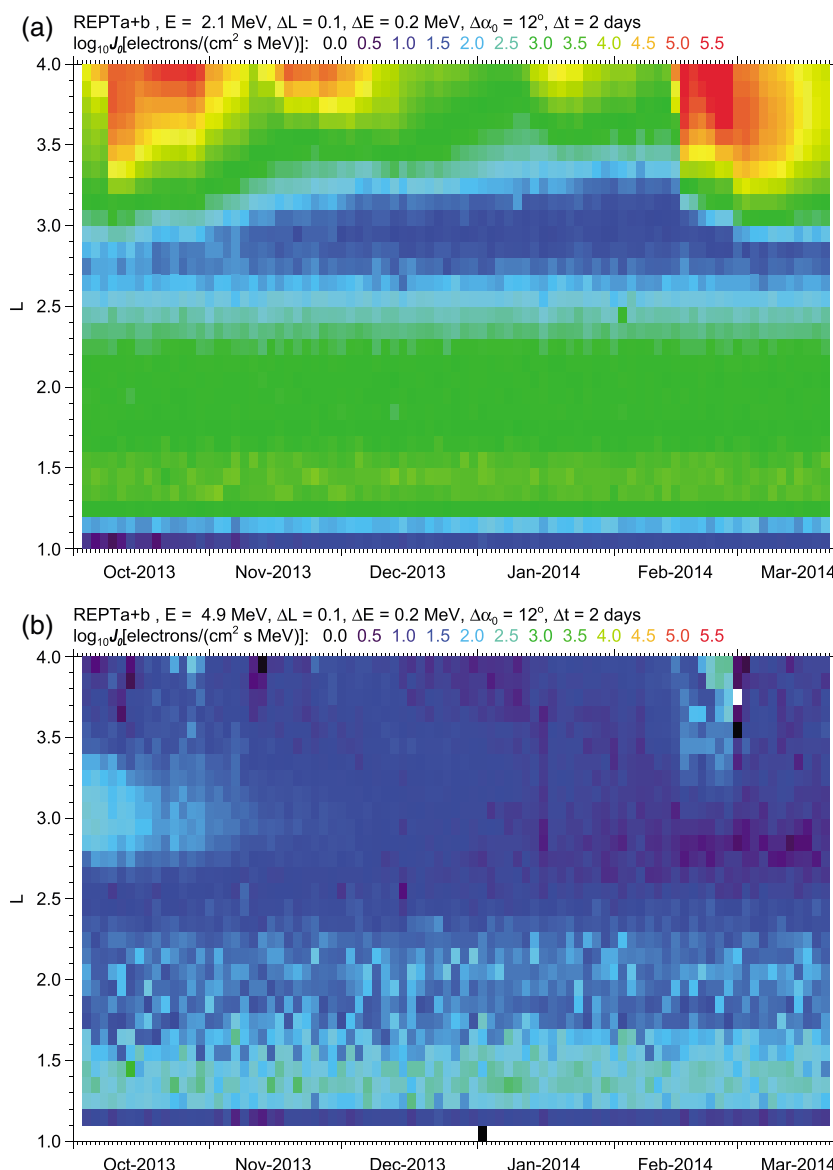 (a) REPTa+b , E = 2.1 MeV, ΔL = 0.1, ΔE = 0.2 MeV, Δα₀ = 12°, Δt = 2 days
log₁₀J₀[electrons/(cm² s MeV)]: 0.0 0.5 1.0 1.5 2.0 2.5 3.0 3.5 4.0 4.5 5.0 5.5
4.0
3.5
3.0
L
2.5
2.0
1.5
1.0
Oct-2013 Nov-2013 Dec-2013 Jan-2014 Feb-2014 Mar-2014
(b) REPTa+b , E = 4.9 MeV, ΔL = 0.1, ΔE = 0.2 MeV, Δα₀ = 12°, Δt = 2 days
log₁₀J₀[electrons/(cm² s MeV)]: 0.0 0.5 1.0 1.5 2.0 2.5 3.0 3.5 4.0 4.5 5.0 5.5
4.0
3.5
3.0
L
2.5
2.0
1.5
1.0
Oct-2013 Nov-2013 Dec-2013 Jan-2014 Feb-2014 Mar-2014